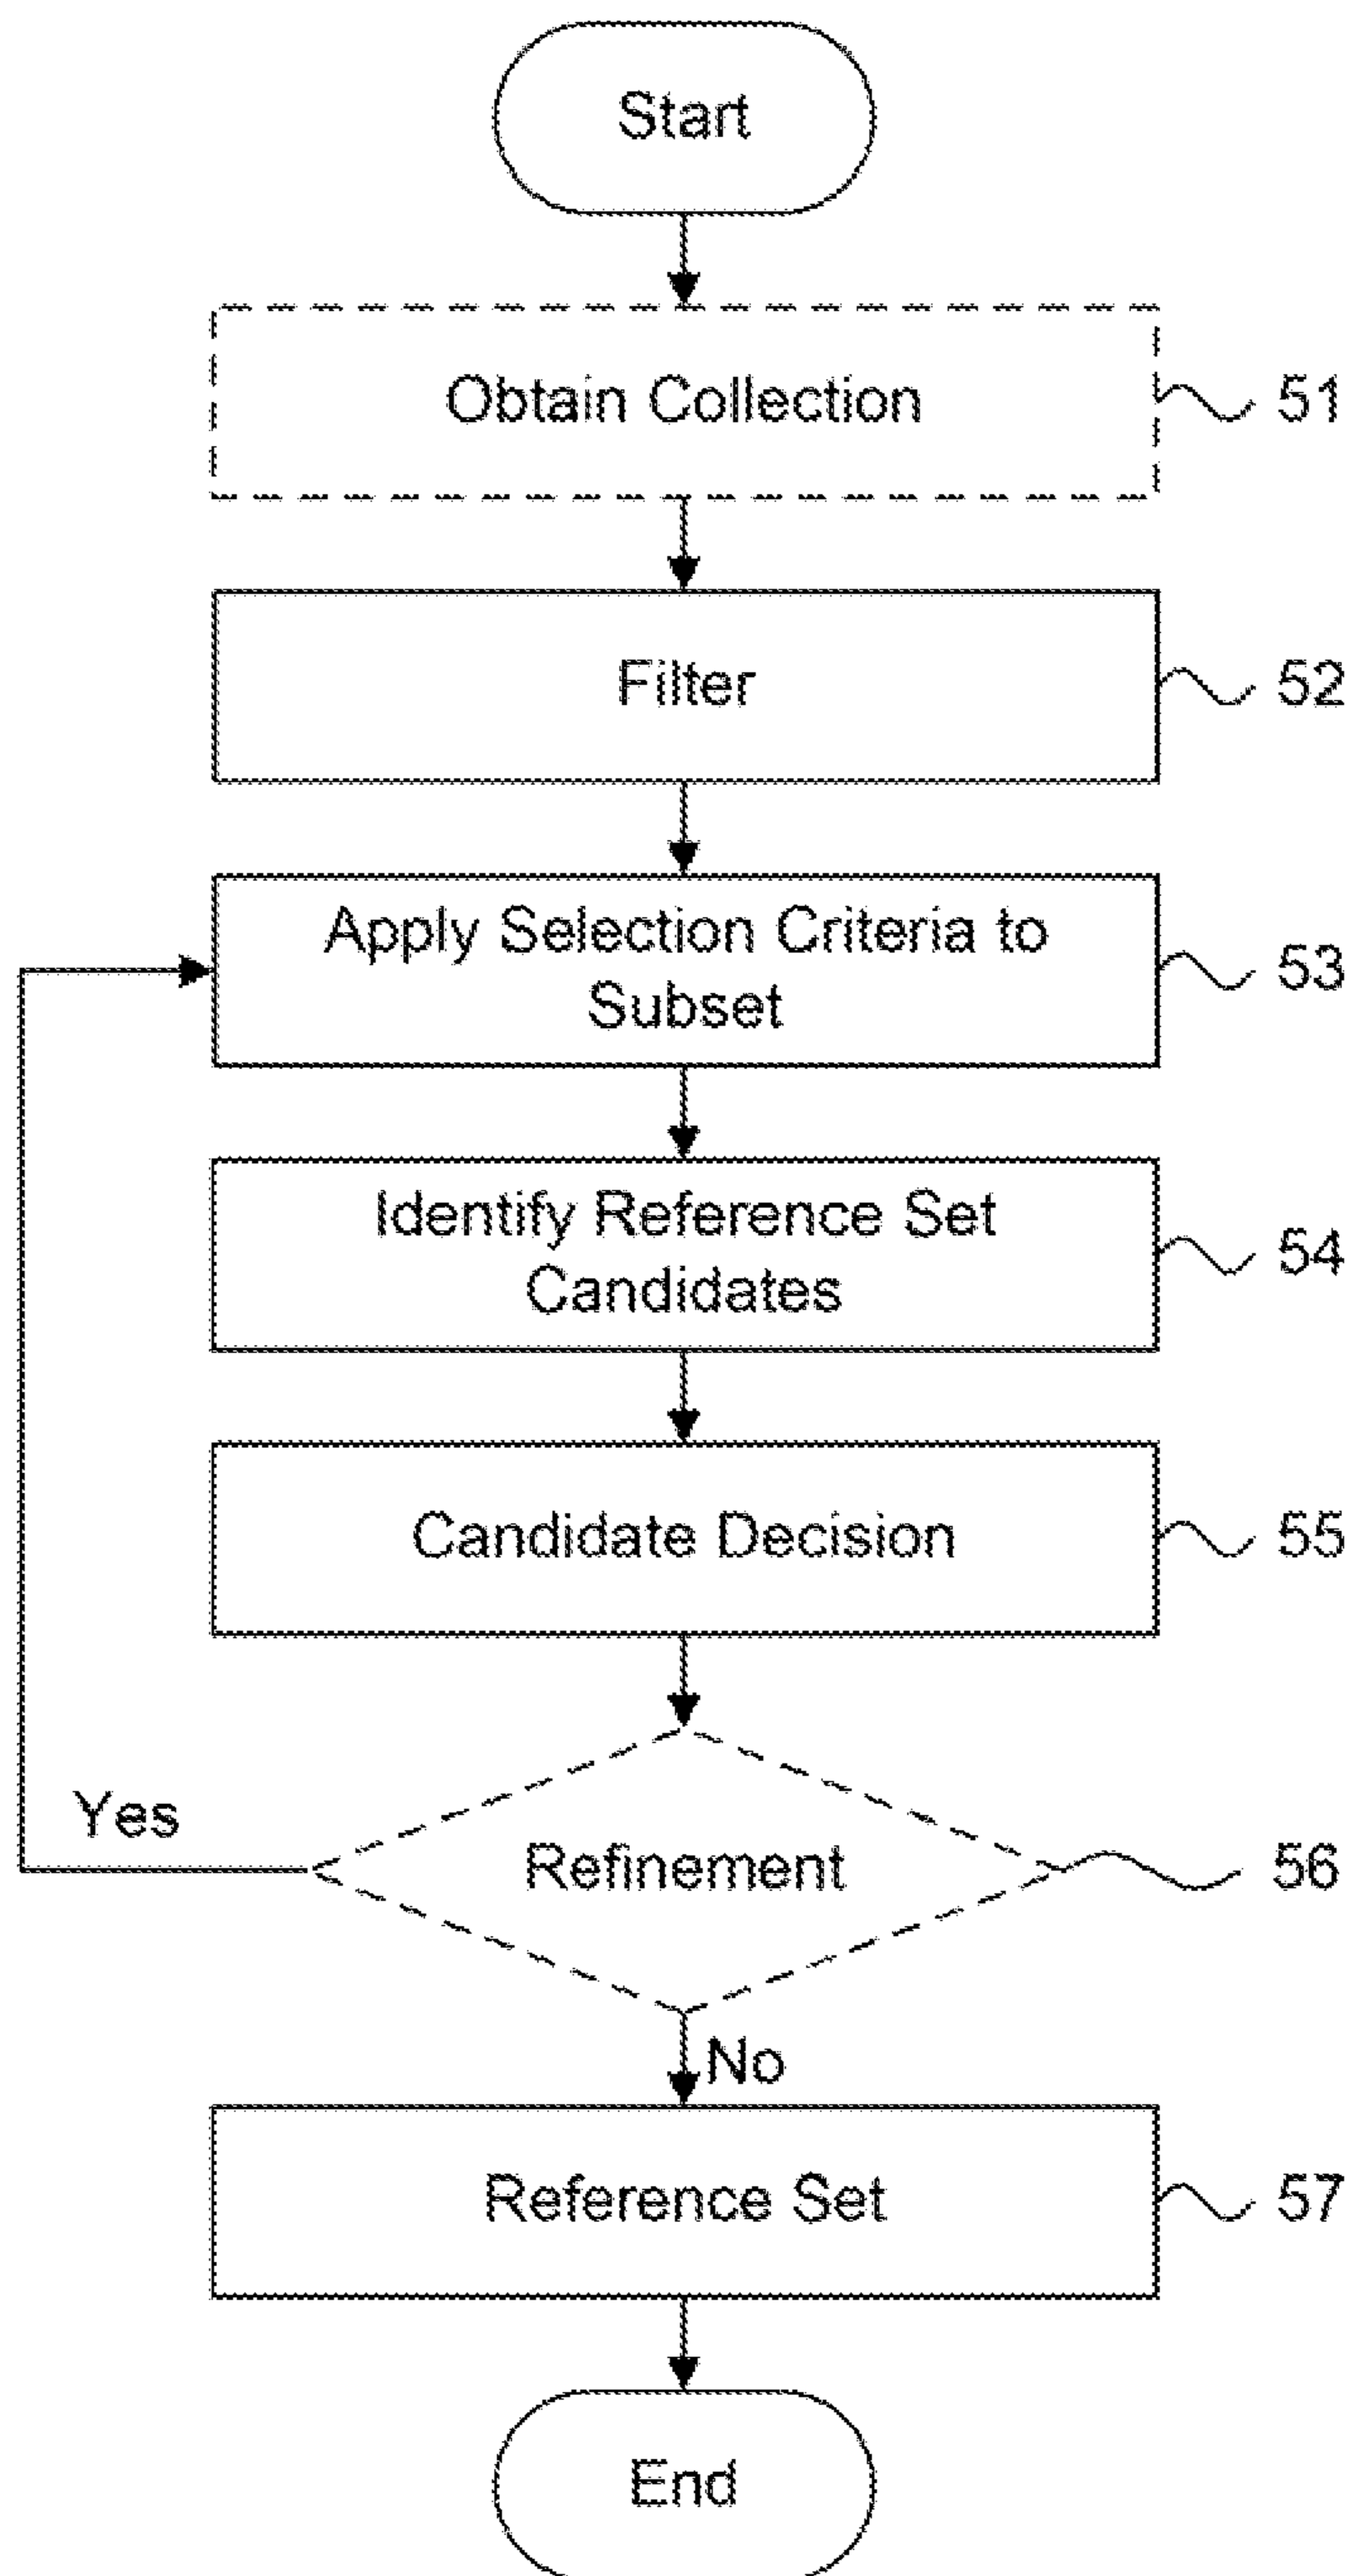 Start
Obtain Collection
51
Filter
52
Apply Selection Criteria to
Subset
53
Identify Reference Set
Candidates
54
Candidate Decision
55
Yes
Refinement
56
No
Reference Set
57
End